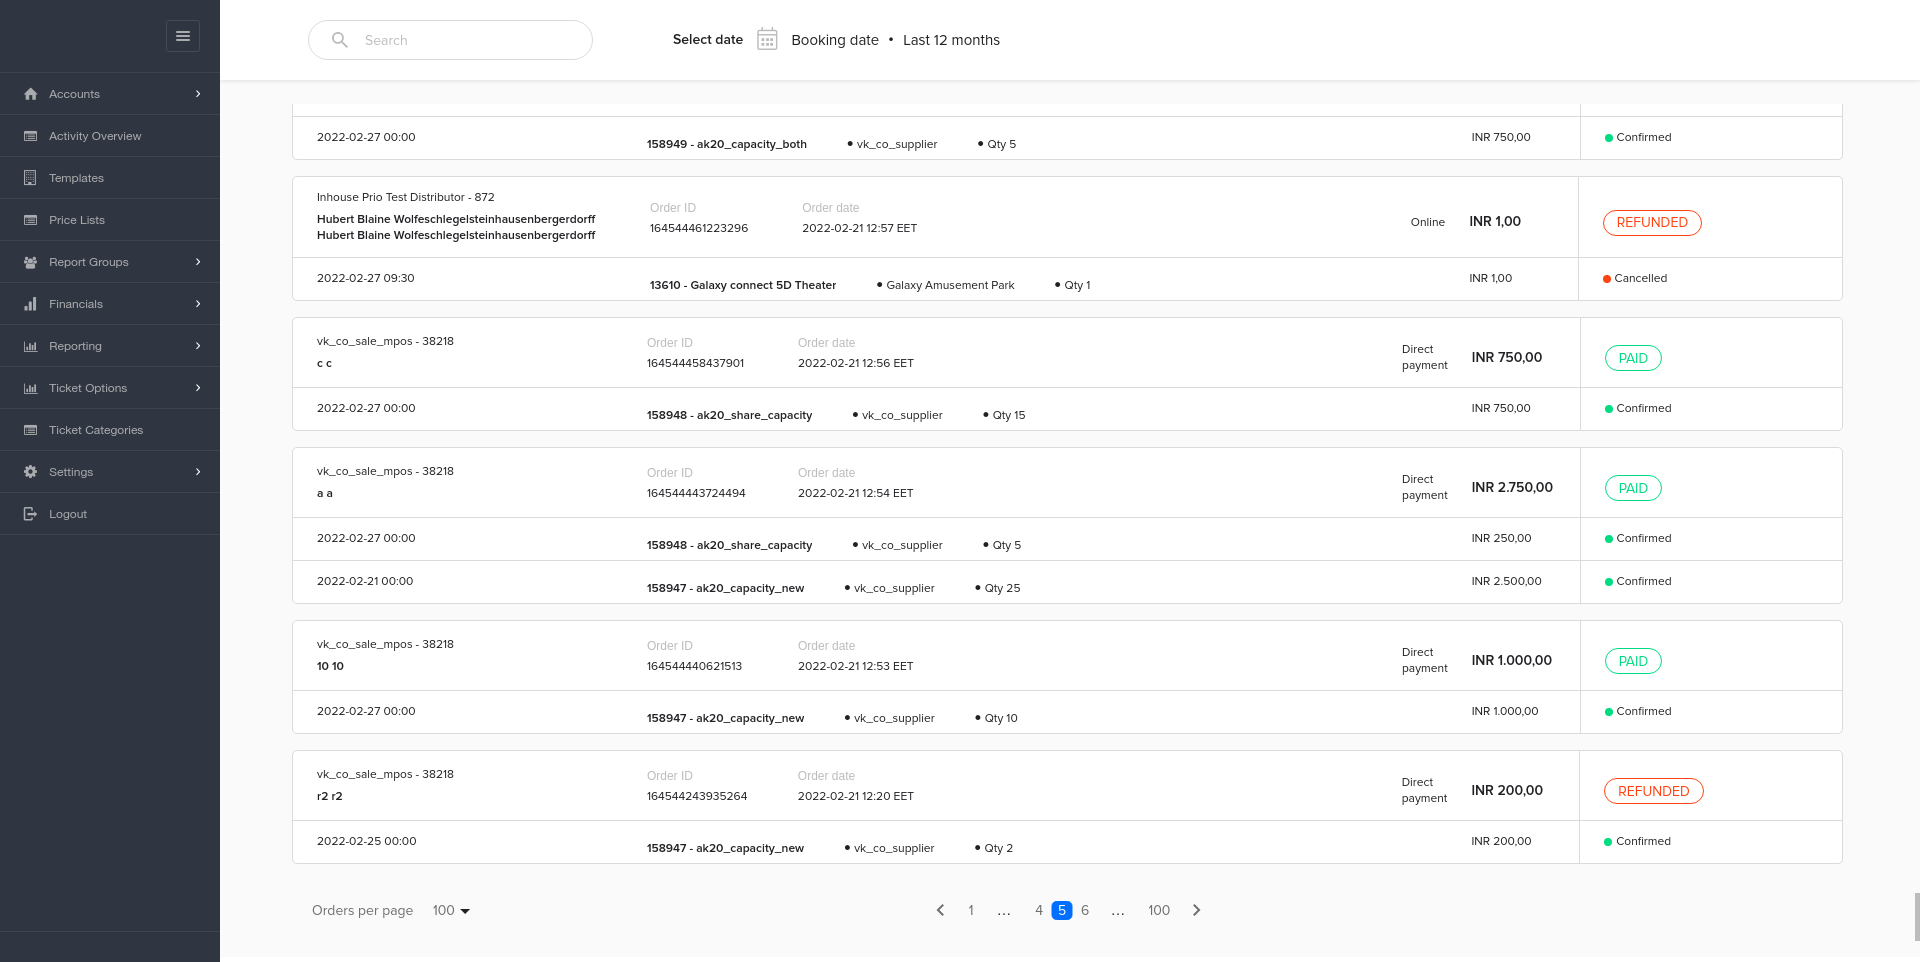 Search
Select date Booking date • Last 12 months
Accounts
Activity Overview
Templates
Price Lists
Report Groups
Financials
Reporting
Ticket Options
Ticket Categories
Settings
Logout
2022-02-27 00:00 158949 - ak20_capacity_both • vk_co_supplier • Qty 5 INR 750,00 Confirmed
Inhouse Prio Test Distributor - 872
Hubert Blaine Wolfeschlegelsteinhausenbergerdorff
Hubert Blaine Wolfeschlegelsteinhausenbergerdorff
Order ID Order date
164544461223296 2022-02-21 12:57 EET Online INR 1,00 REFUNDED
2022-02-27 09:30 13610 - Galaxy connect 5D Theater • Galaxy Amusement Park • Qty 1 INR 1,00 Cancelled
vk_co_sale_mpos - 38218 Order ID Order date
c c 164544458437901 2022-02-21 12:56 EET
Direct
payment INR 750,00 PAID
2022-02-27 00:00 158948 - ak20_share_capacity • vk_co_supplier • Qty 15 INR 750,00 Confirmed
vk_co_sale_mpos - 38218 Order ID Order date
a a 164544443724494 2022-02-21 12:54 EET
Direct
payment INR 2.750,00 PAID
2022-02-27 00:00 158948 - ak20_share_capacity • vk_co_supplier • Qty 5 INR 250,00 Confirmed
2022-02-21 00:00 158947 - ak20_capacity_new • vk_co_supplier • Qty 25 INR 2.500,00 Confirmed
vk_co_sale_mpos - 38218 Order ID Order date
10 10 164544440621513 2022-02-21 12:53 EET
Direct
payment INR 1.000,00 PAID
2022-02-27 00:00 158947 - ak20_capacity_new • vk_co_supplier • Qty 10 INR 1.000,00 Confirmed
vk_co_sale_mpos - 38218 Order ID Order date
r2 r2 164544243935264 2022-02-21 12:20 EET
Direct
payment INR 200,00 REFUNDED
2022-02-25 00:00 158947 - ak20_capacity_new • vk_co_supplier • Qty 2 INR 200,00 Confirmed
Orders per page 100 1 ... 4 5 6 ... 100